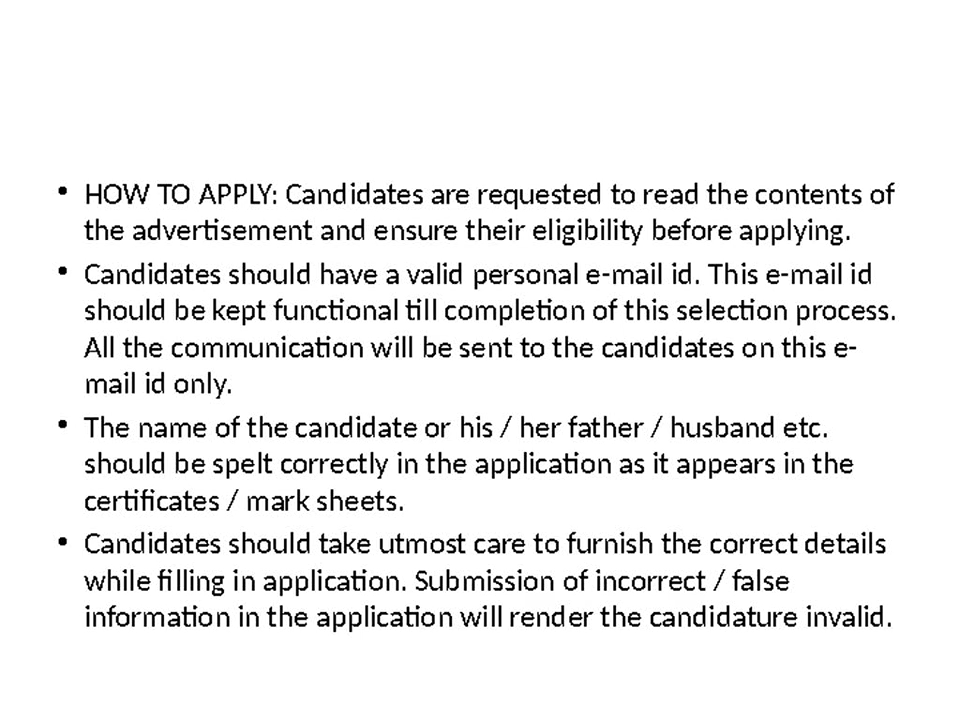 • HOW TO APPLY: Candidates are requested to read the contents of
the advertisement and ensure their eligibility before applying.
• Candidates should have a valid personal e-mail id. This e-mail id
should be kept functional till completion of this selection process.
All the communication will be sent to the candidates on this e-
mail id only.
• The name of the candidate or his / her father / husband etc.
should be spelt correctly in the application as it appears in the
certificates / mark sheets.
• Candidates should take utmost care to furnish the correct details
while filling in application. Submission of incorrect / false
information in the application will render the candidature invalid.